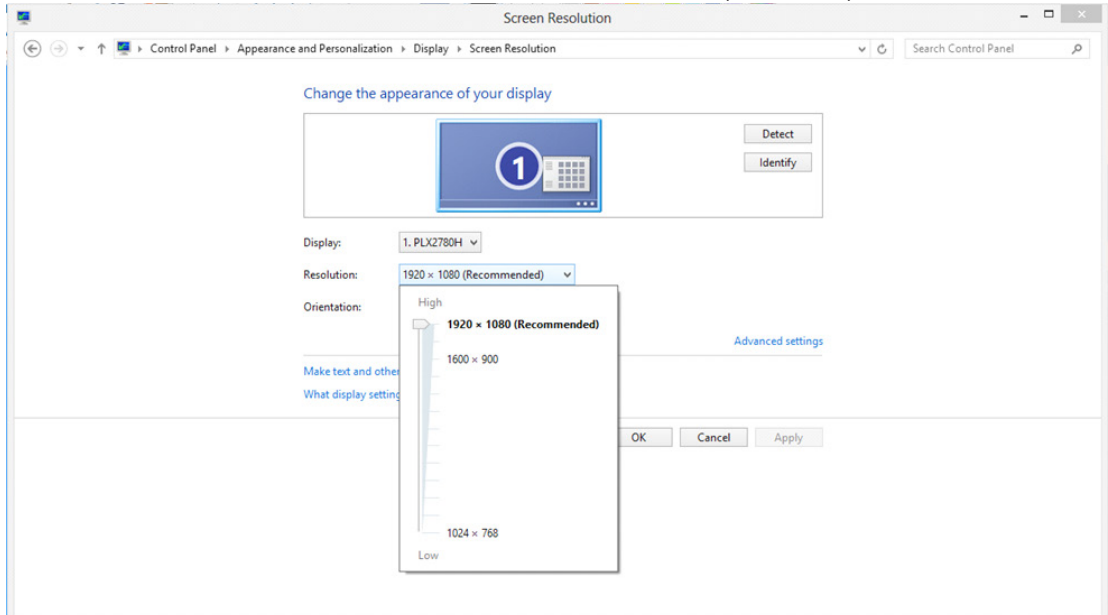 Screen Resolution
Control Panel Appearance and Personalization Display Screen Resolution
Search Control Panel
Change the appearance of your display
1
Detect
Identify
Display: 1. PLX2780H
Resolution: 1920 × 1080 (Recommended)
Orientation:
High
1920 × 1080 (Recommended)
Advanced settings
1600 × 900
Make text and other
What display setting
OK Cancel Apply
1024 × 768
Low